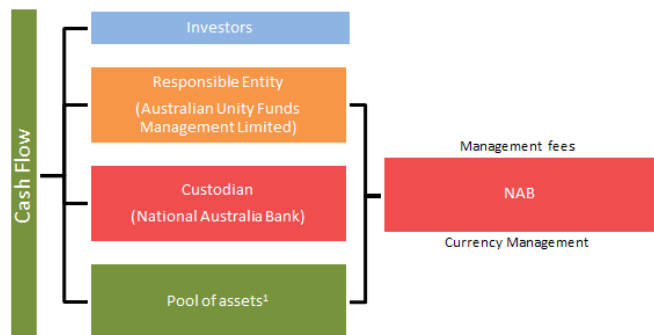 Cash Flow
Investors
Responsible Entity
(Australian Unity Funds
Management Limited)
Custodian
(National Australia Bank)
Pool of assets¹
Management fees
NAB
Currency Management